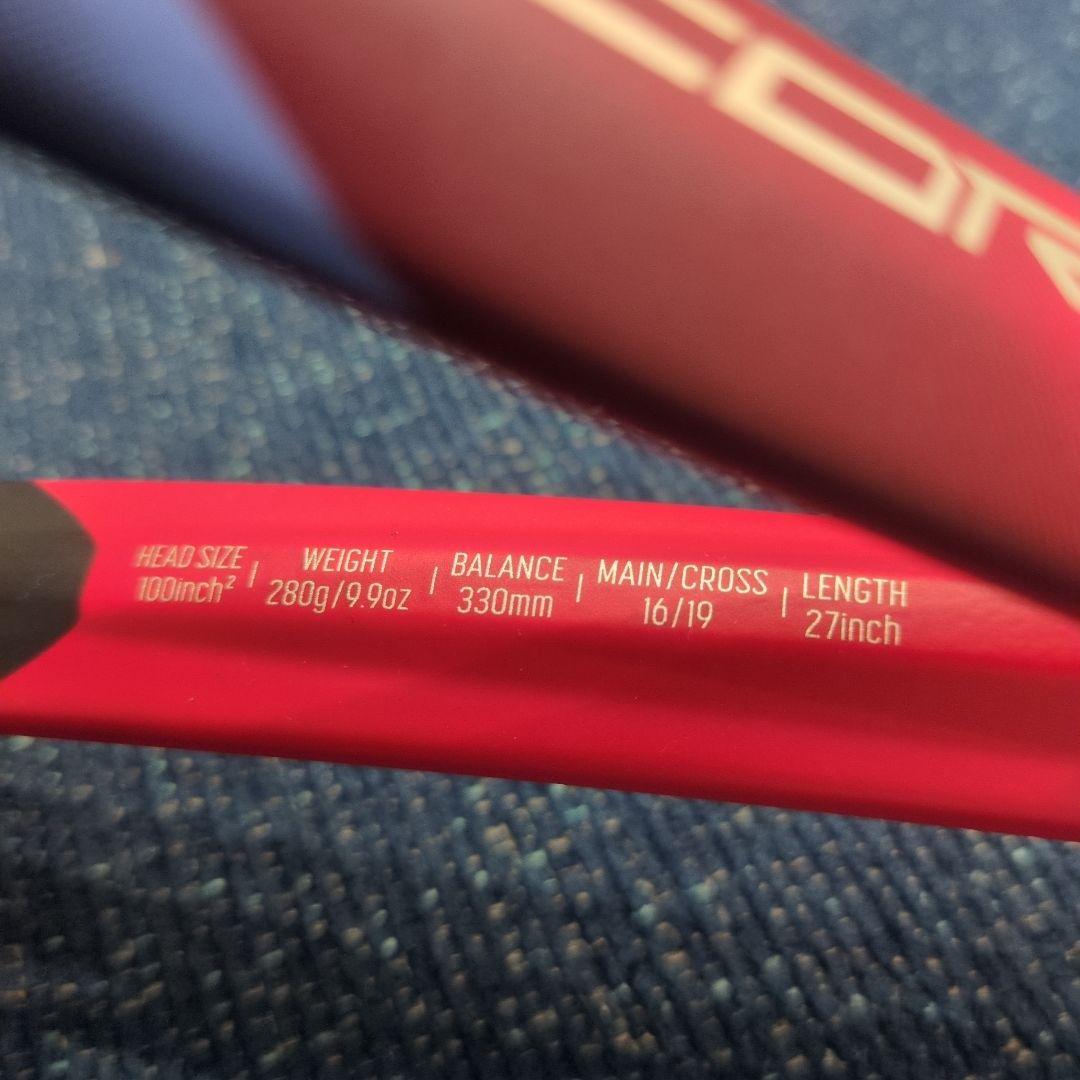 HEAD SIZE | WEIGHT | BALANCE | MAIN/CROSS | LENGTH
100inch² | 280g/9.9oz | 330mm | 16/19 | 27inch